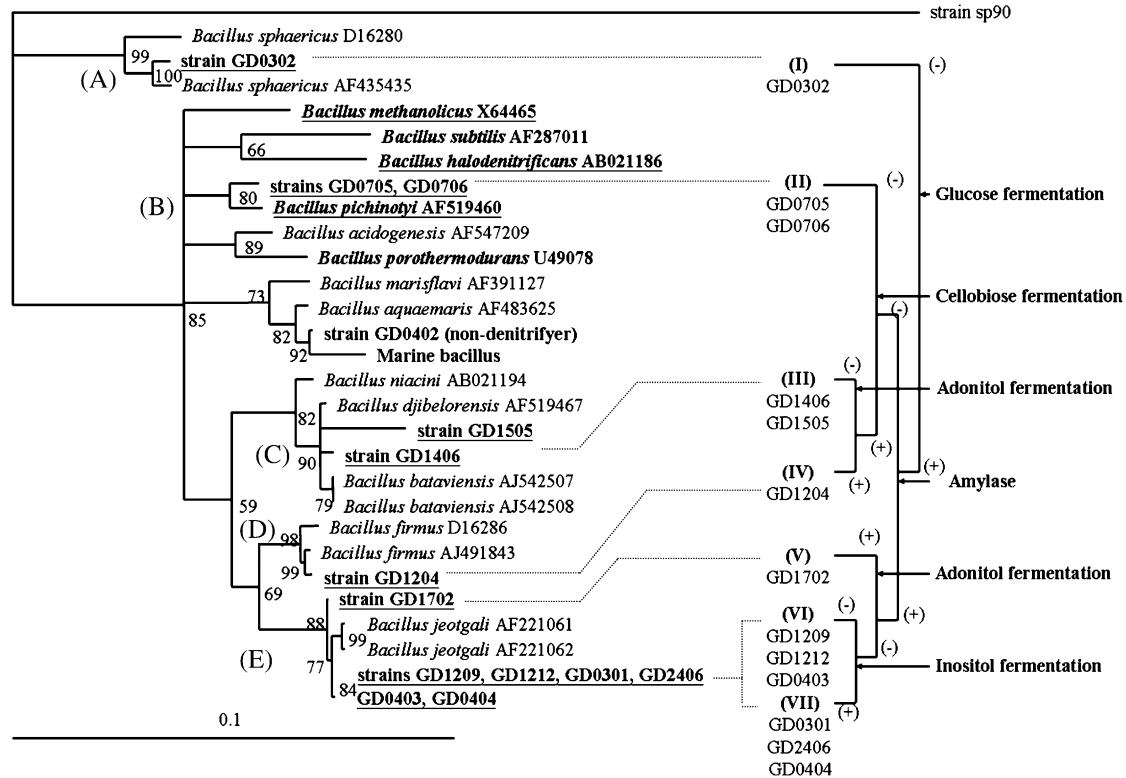 strain sp90
Bacillus sphaericus D16280
99
strain GD0302
(I)
(-)
(A)
100
Bacillus sphaericus AF435435
GD0302
Bacillus methanolicus X64465
Bacillus subtilis AF287011
66
Bacillus halodenitrificans AB021186
strains GD0705, GD0706
(II)
(-)
80
Glucose fermentation
(B)
Bacillus pichinotyi AF519460
GD0705
GD0706
Bacillus acidogenesis AF547209
89
Bacillus porothermodurans U49078
Bacillus marisflavi AF391127
73
Cellobiose fermentation
Bacillus aquaemaris AF483625
(-)
85
82
strain GD0402 (non-denitrifyer)
92
Marine bacillus
(-)
Bacillus niacini AB021194
(III)
Adonitol fermentation
Bacillus djibelorensis AF519467
GD1406
82
strain GD1505
GD1505
(C)
strain GD1406
(+)
90
(IV)
(+)
Bacillus bataviensis AJ542507
(+)
Amylase
GD1204
79
Bacillus bataviensis AJ542508
59
(D)
Bacillus firmus D16286
98
(+)
Bacillus firmus AJ491843
(V)
99
strain GD1204
GD1702
Adonitol fermentation
69
strain GD1702
(-)
88
Bacillus jeotgali AF221061
(VI)
(+)
99
GD1209
Bacillus jeotgali AF221062
(-)
(E)
77
GD1212
Inositol fermentation
strains GD1209, GD1212, GD0301, GD2406
GD0403
84
GD0403, GD0404
(VII)
(+)
0.1
GD0301
GD2406
GD0404